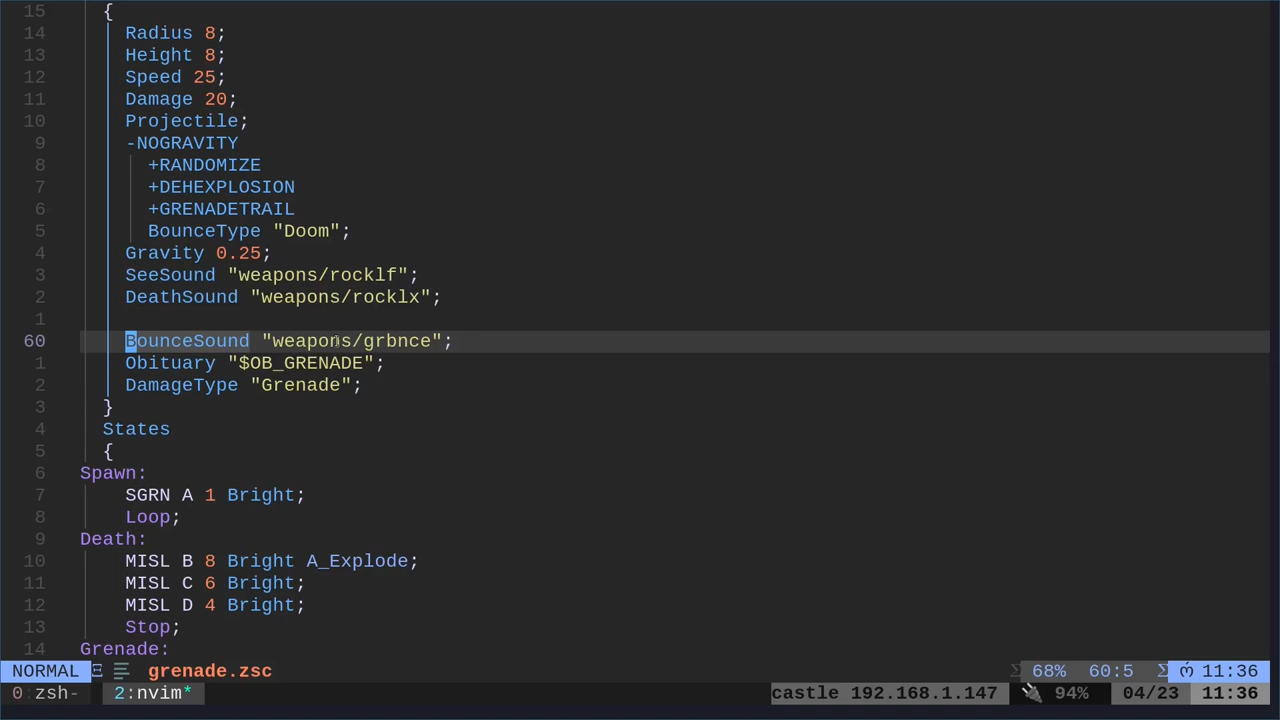 15 {
14 Radius 8;
13 Height 8;
12 Speed 25;
11 Damage 20;
10 Projectile;
9 -NOGRAVITY
8 +RANDOMIZE
7 +DEHEXPLOSION
6 +GRENADETRAIL
5 BounceType "Doom";
4 Gravity 0.25;
3 SeeSound "weapons/rocklf";
2 DeathSound "weapons/rocklx";
1
60 BounceSound "weapons/grbnce";
1 Obituary "$OB_GRENADE";
2 DamageType "Grenade";
3 }
4 States
5 {
6 Spawn:
7 SGRN A 1 Bright;
8 Loop;
9 Death:
10 MISL B 8 Bright A_Explode;
11 MISL C 6 Bright;
12 MISL D 4 Bright;
13 Stop;
14 Grenade:
NORMAL grenade.zsc 68% 60:5 11:36
0:zsh- 2:nvim* castle 192.168.1.147 94% 04/23 11:36